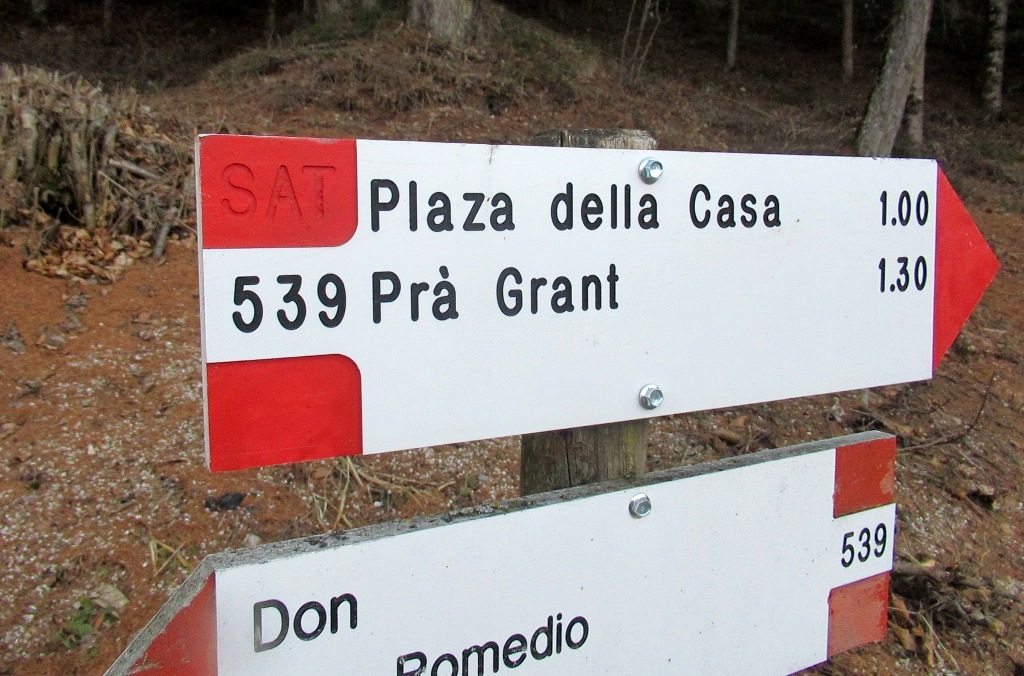 SAT
Plaza della Casa 1.00
539 Prà Grant 1.30
539
Don
Romedio